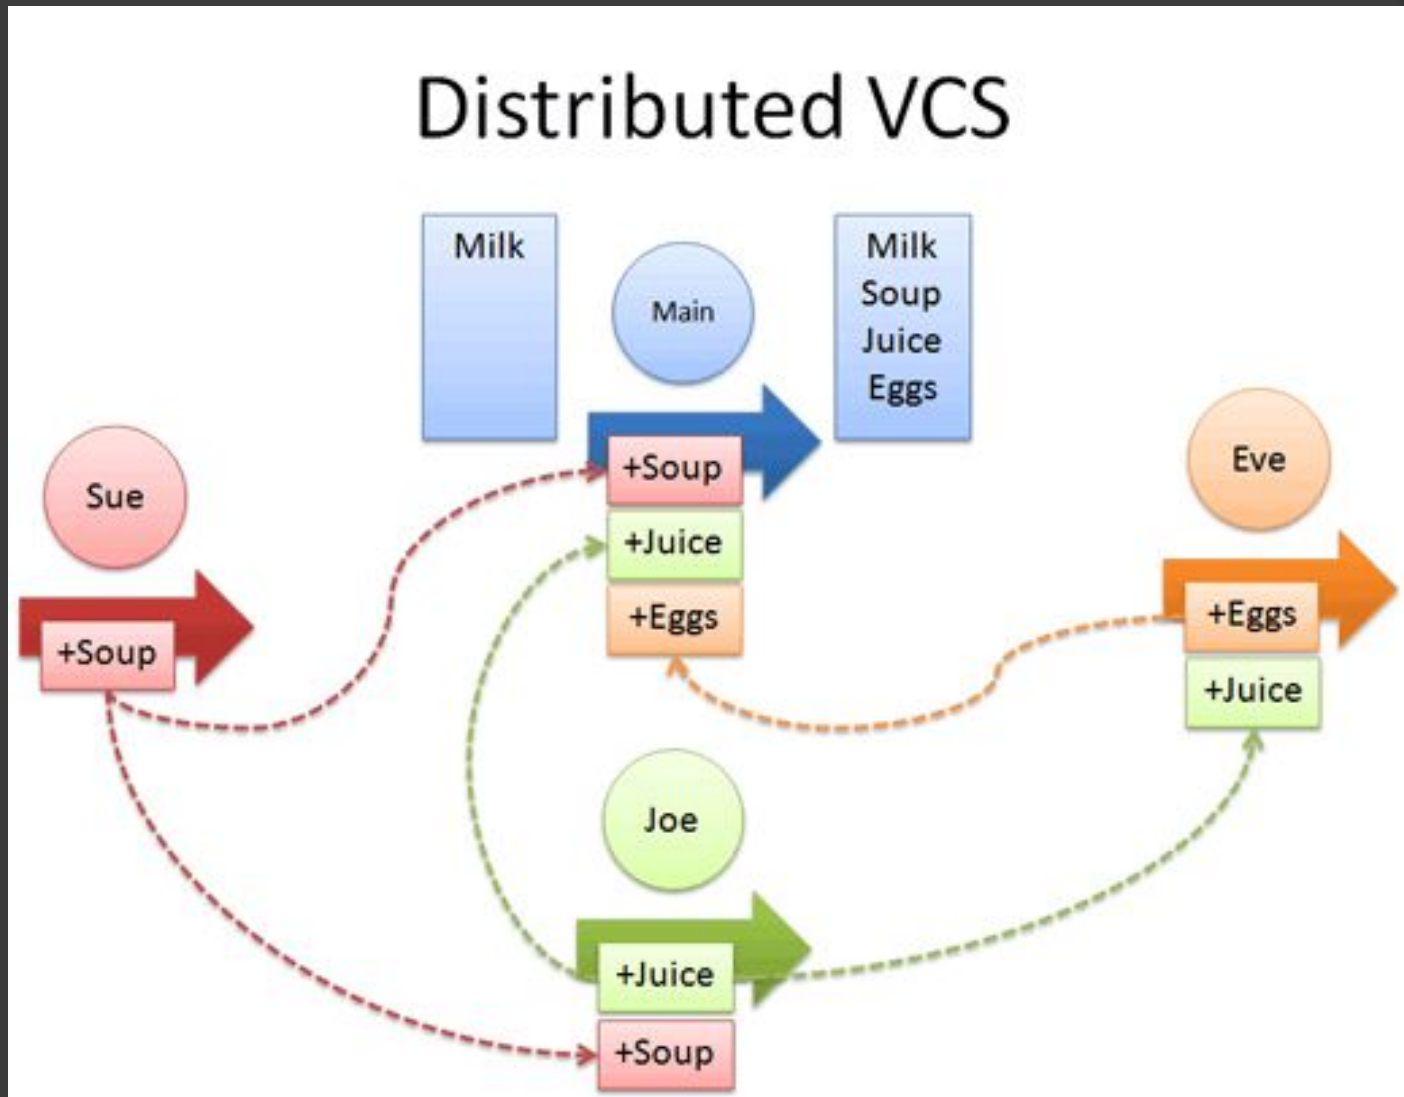 Distributed VCS
Milk
Main
Milk
Soup
Juice
Eggs
Sue
+Soup
+Soup
+Juice
+Eggs
Eve
+Eggs
+Juice
Joe
+Juice
+Soup